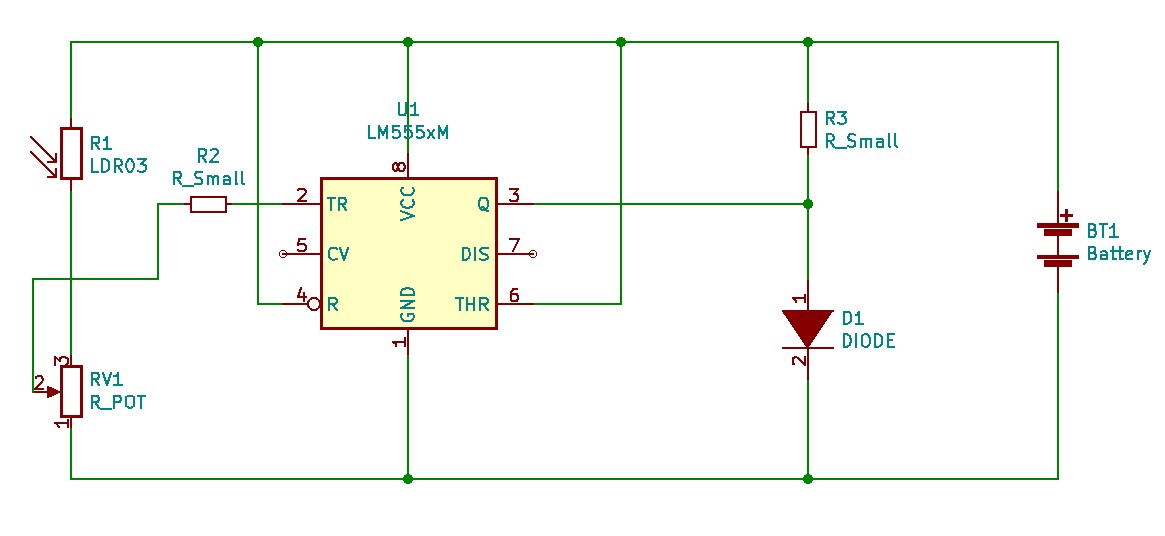 U1
LM555xM
R1
LDR03
R2
R_Small
R3
R_Small
8
VCC
2
TR
Q
3
5
CV
DIS
7
4
R
GND
THR
6
1
BT1
Battery
+
1
D1
DIODE
2
3
2
RV1
R_POT
1